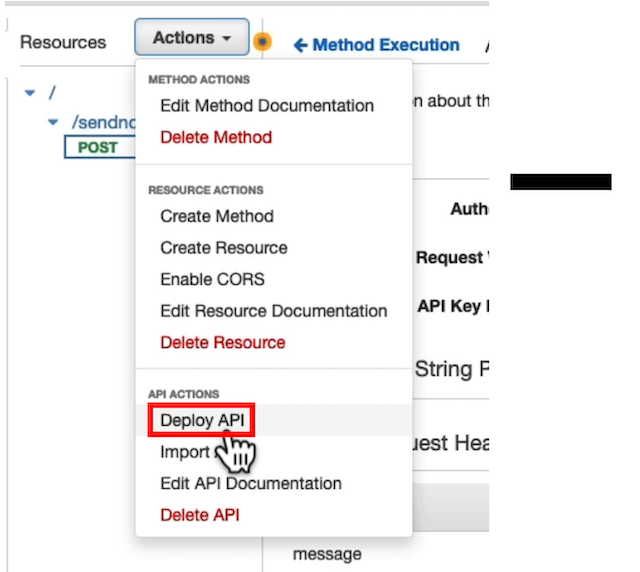 Resources
Actions
Method Execution
/
/sendno
POST
METHOD ACTIONS
Edit Method Documentation
Delete Method
RESOURCE ACTIONS
Create Method
Create Resource
Enable CORS
Edit Resource Documentation
Delete Resource
API ACTIONS
Deploy API
Import
Edit API Documentation
Delete API
n about th
Auth
Request
API Key
String P
uest Hea
message